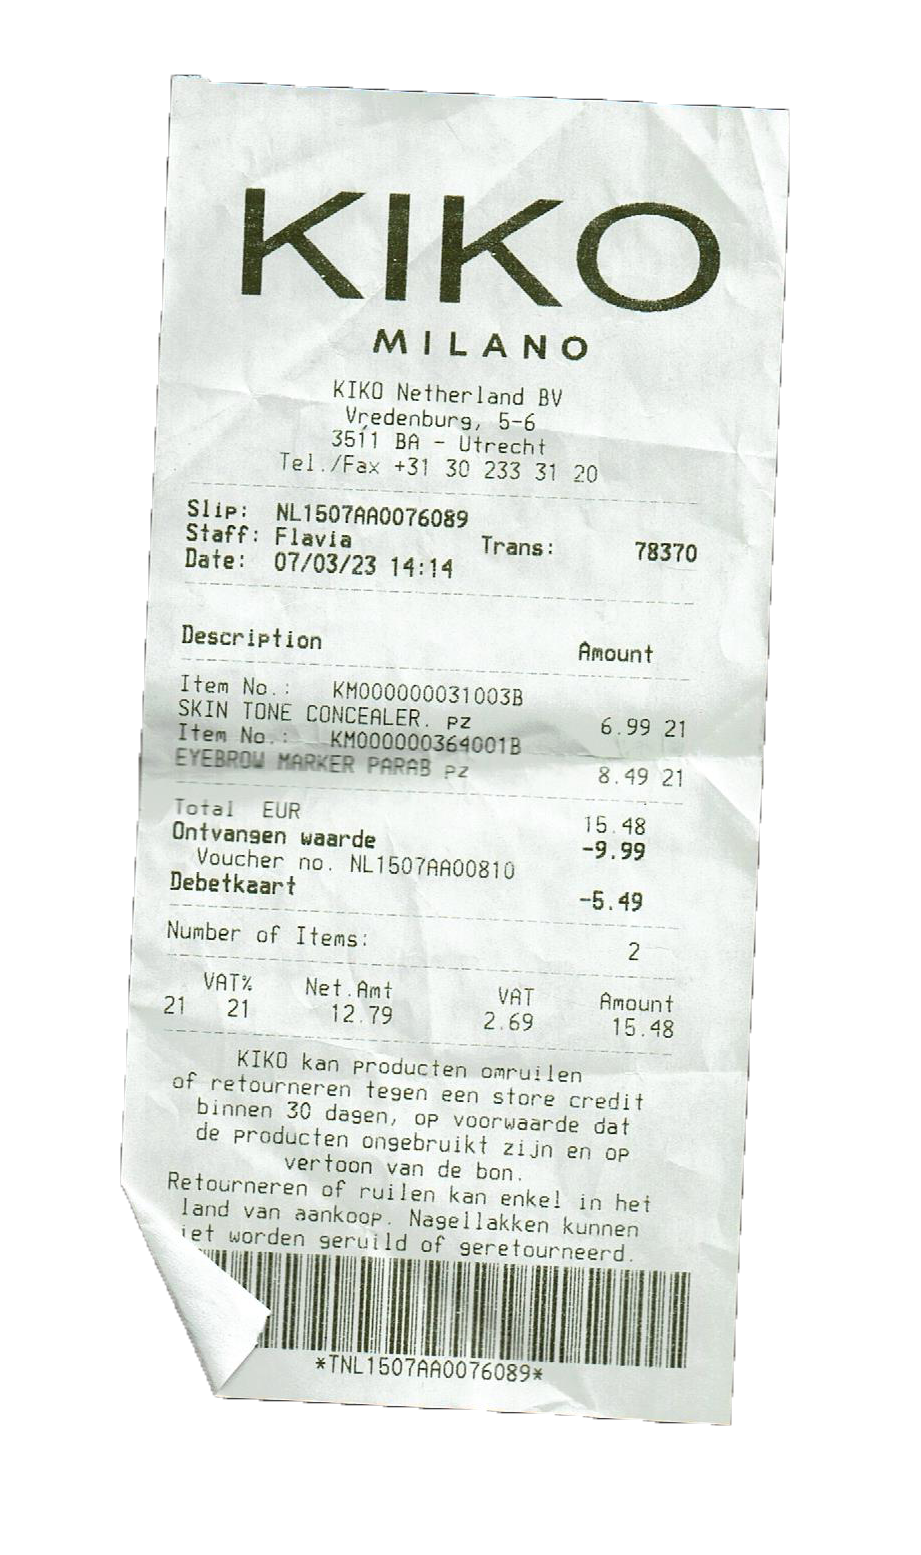 KIKO
MILANO
KIKO Netherland BV
Vredenburg, 5-6
3511 BA - Utrecht
Tel./Fax +31 30 233 31 20
Slip: NL1507AA0076089
Staff: Flavia Trans: 78370
Date: 07/03/23 14:14
Description Amount
Item No.: KM000000031003B
SKIN TONE CONCEALER. pz 6.99 21
Item No.: KM000000364001B
EYEBROW MARKER PARAB pz 8.49 21
Total EUR 15.48
Ontvangen waarde -9.99
Voucher no. NL1507AA00810
Debetkaart -5.49
Number of Items: 2
VAT% Net.Amt VAT Amount
21 21 12.79 2.69 15.48
KIKO kan producten omruilen
of retourneren tegen een store credit
binnen 30 dagen, op voorwaarde dat
de producten ongebruikt zijn en op
vertoon van de bon.
Retourneren of ruilen kan enkel in het
land van aankoop. Nagellakken kunnen
iet worden geruild of geretourneerd.
*TNL1507AA0076089*